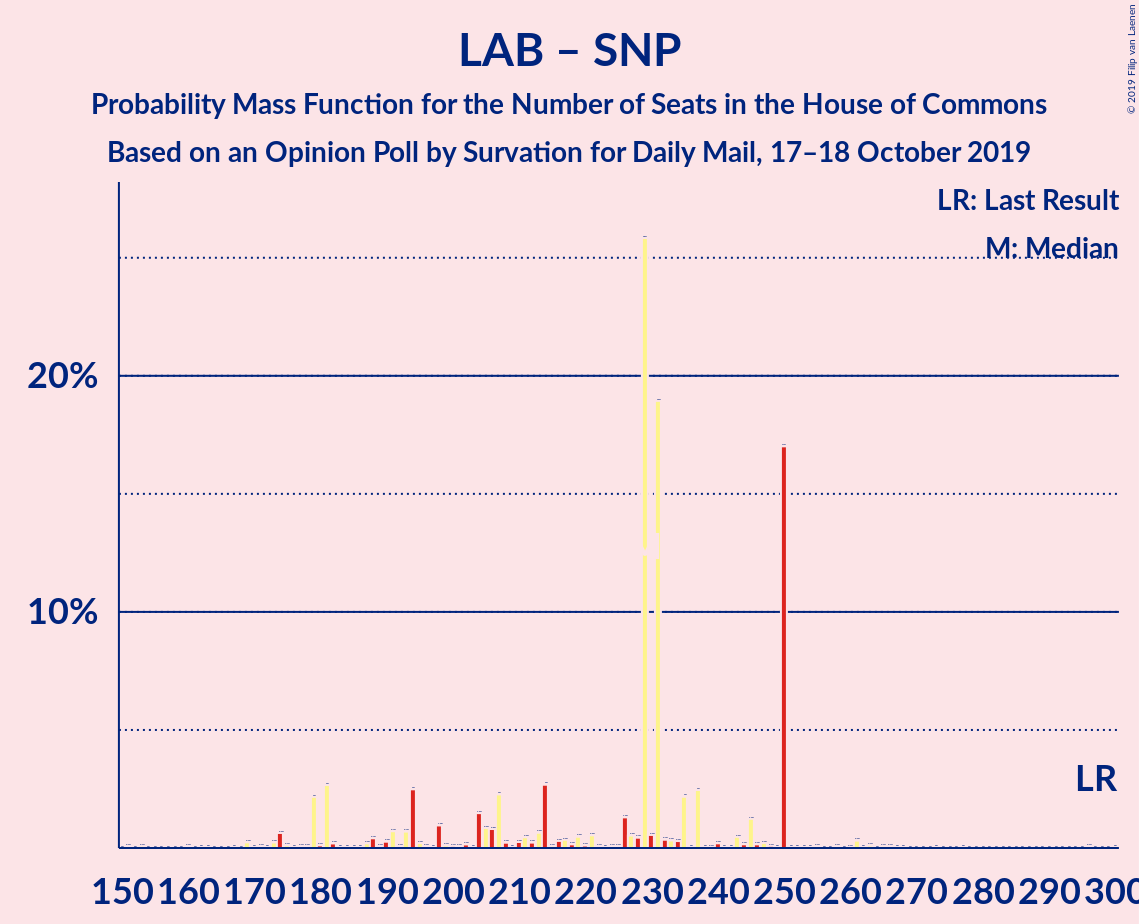 LAB – SNP
Probability Mass Function for the Number of Seats in the House of Commons
Based on an Opinion Poll by Survation for Daily Mail, 17–18 October 2019
© 2019 Filip van Laenen
LR: Last Result
M: Median
20%
10%
LR
150 160 170 180 190 200 210 220 230 240 250 260 270 280 290 300